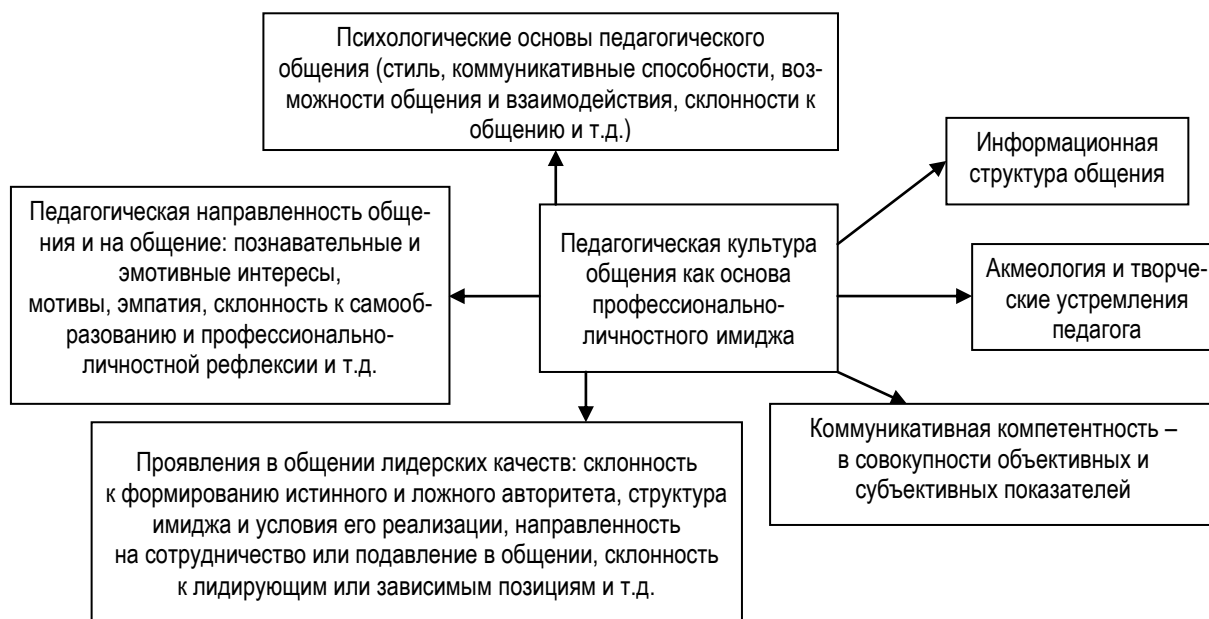 Психологические основы педагогического
общения (стиль, коммуникативные способности, воз-
можности общения и взаимодействия, склонности к
общению и т.д.)
Информационная
структура общения
Педагогическая направленность обще-
ния и на общение: познавательные и
эмотивные интересы,
мотивы, эмпатия, склонность к самооб-
разованию и профессионально-
личностной рефлексии и т.д.
Педагогическая культура
общения как основа
профессионально-
личностного имиджа
Акмеология и творче-
ские устремления
педагога
Коммуникативная компетентность –
в совокупности объективных и
субъективных показателей
Проявления в общении лидерских качеств: склонность
к формированию истинного и ложного авторитета, структура
имиджа и условия его реализации, направленность
на сотрудничество или подавление в общении, склонность
к лидирующим или зависимым позициям и т.д.